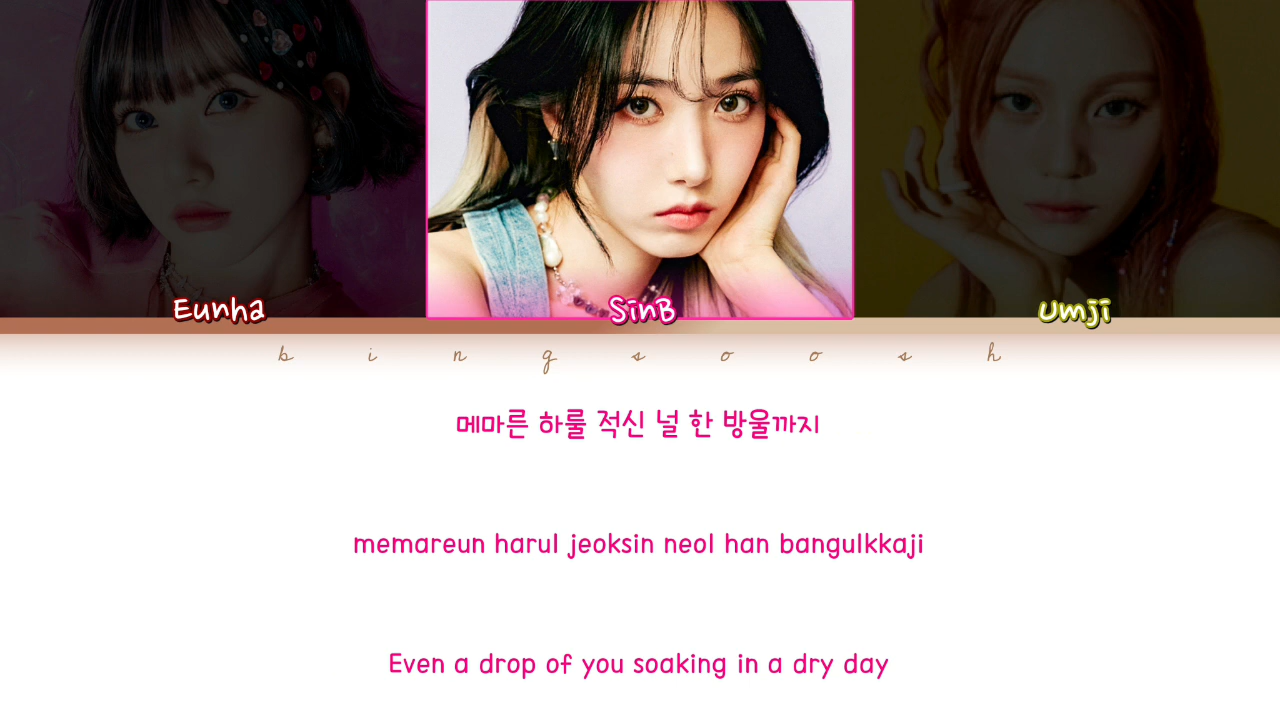 Eunha SinB Umji
b i n g s o o s h
메마른 하룰 적신 널 한 방울까지
memareun harul jeoksin neol han bangulkkaji
Even a drop of you soaking in a dry day